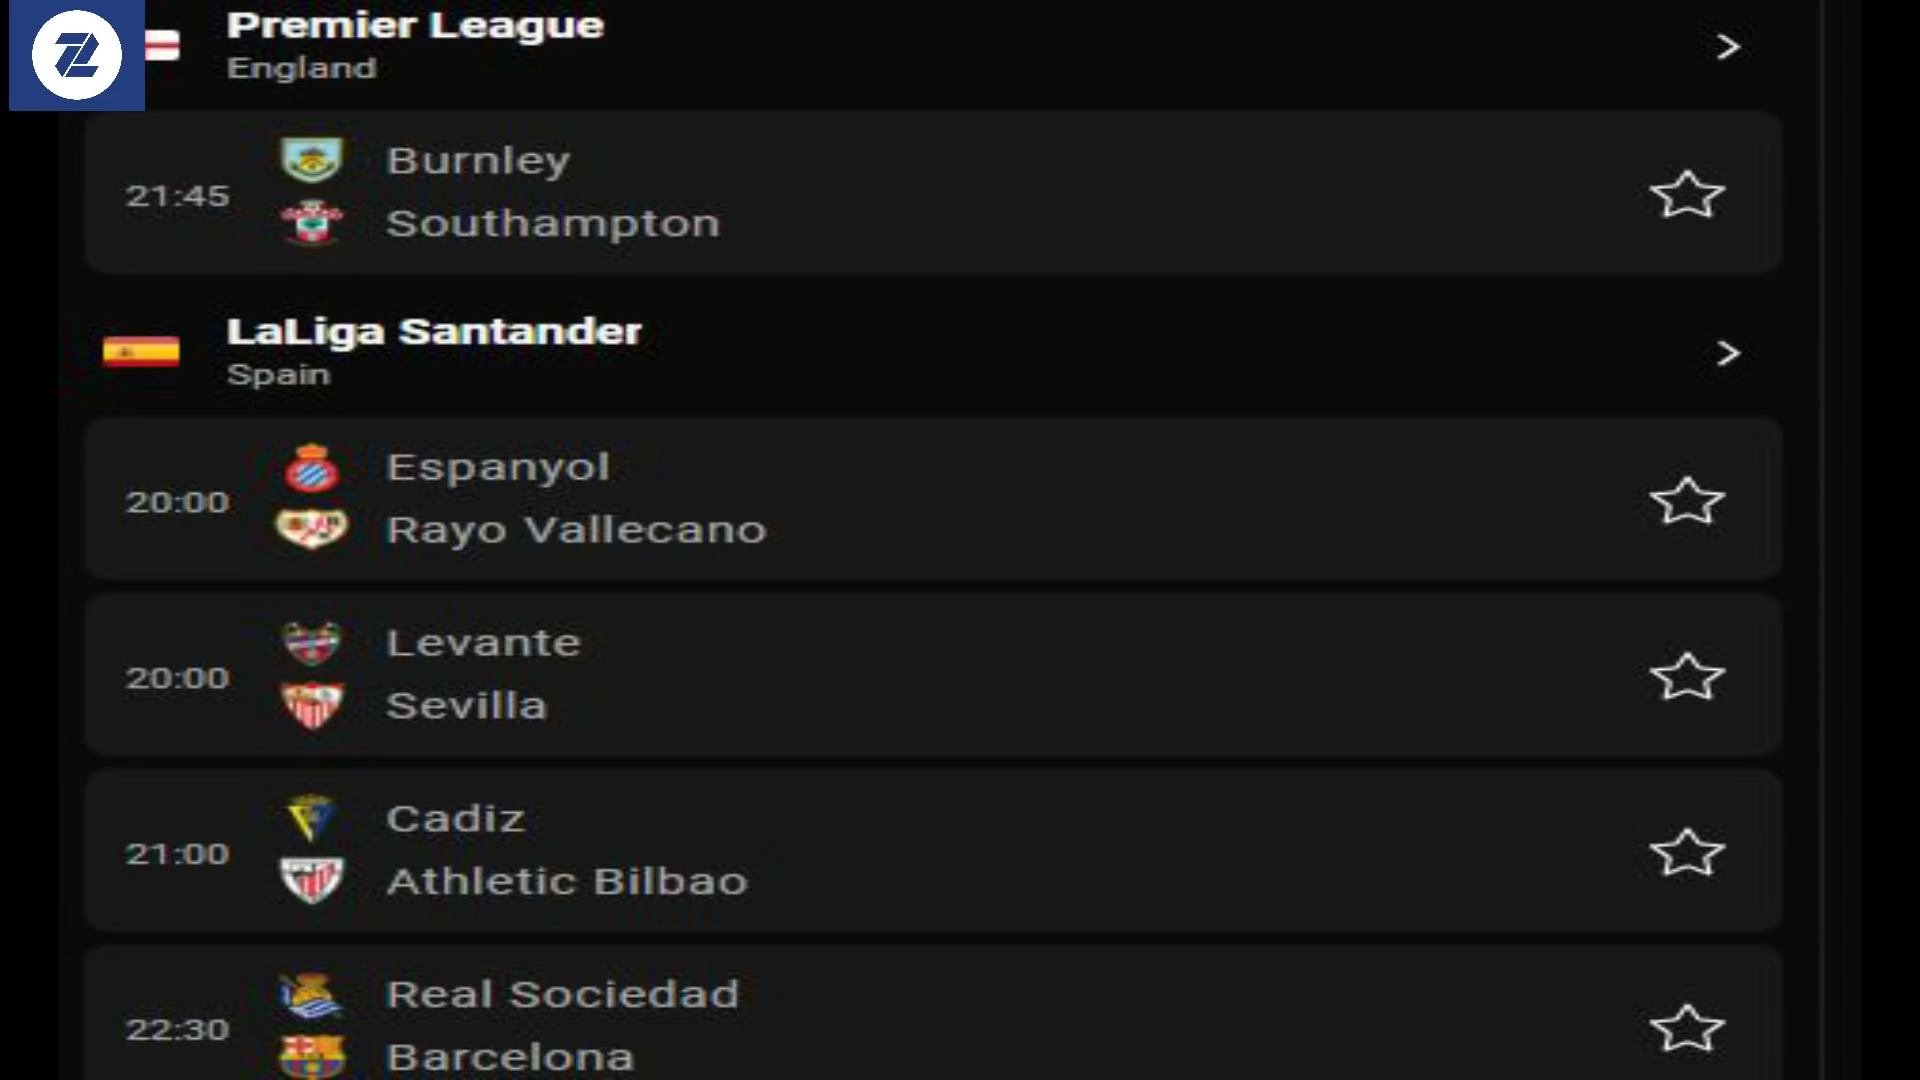 Premier League
England
21:45
Burnley
Southampton
LaLiga Santander
Spain
20:00
Espanyol
Rayo Vallecano
20:00
Levante
Sevilla
21:00
Cadiz
Athletic Bilbao
22:30
Real Sociedad
Barcelona